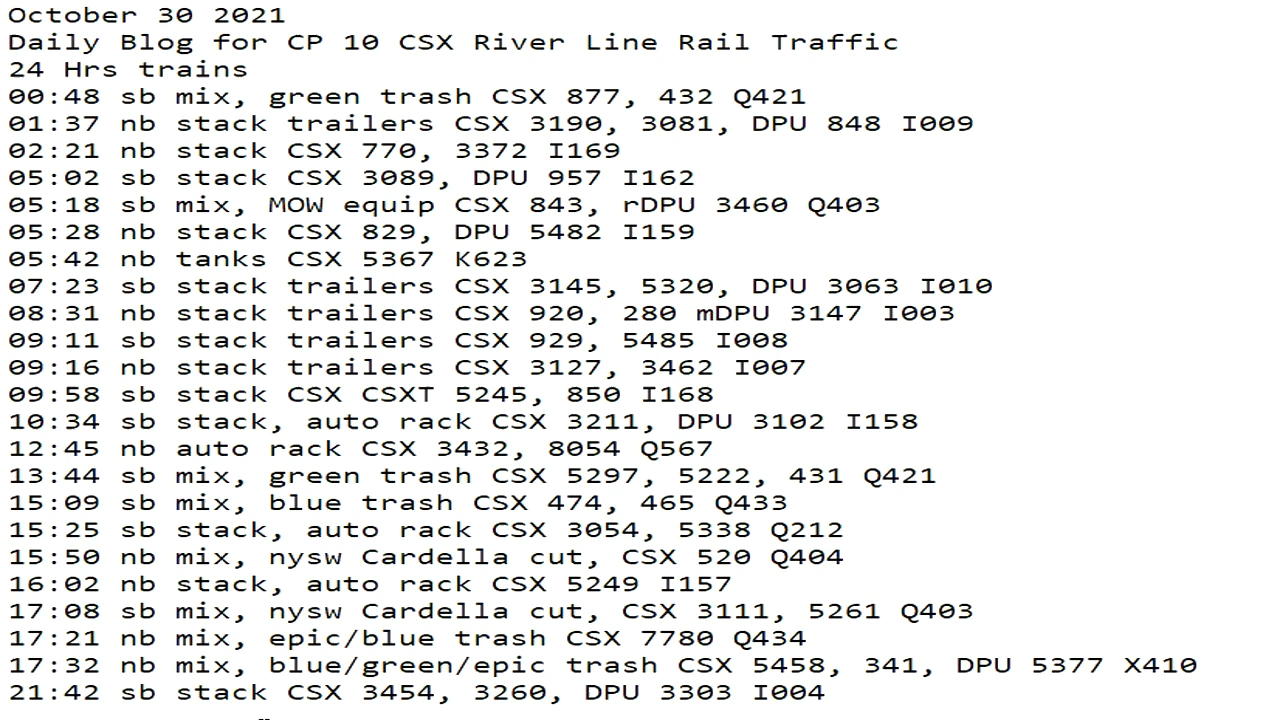 October 30 2021
Daily Blog for CP 10 CSX River Line Rail Traffic
24 Hrs trains
00:48 sb mix, green trash CSX 877, 432 Q421
01:37 nb stack trailers CSX 3190, 3081, DPU 848 I009
02:21 nb stack CSX 770, 3372 I169
05:02 sb stack CSX 3089, DPU 957 I162
05:18 sb mix, MOW equip CSX 843, rDPU 3460 Q403
05:28 nb stack CSX 829, DPU 5482 I159
05:42 nb tanks CSX 5367 K623
07:23 sb stack trailers CSX 3145, 5320, DPU 3063 I010
08:31 nb stack trailers CSX 920, 280 mDPU 3147 I003
09:11 sb stack trailers CSX 929, 5485 I008
09:16 nb stack trailers CSX 3127, 3462 I007
09:58 sb stack CSX CSXT 5245, 850 I168
10:34 sb stack, auto rack CSX 3211, DPU 3102 I158
12:45 nb auto rack CSX 3432, 8054 Q567
13:44 sb mix, green trash CSX 5297, 5222, 431 Q421
15:09 sb mix, blue trash CSX 474, 465 Q433
15:25 sb stack, auto rack CSX 3054, 5338 Q212
15:50 nb mix, nysw Cardella cut, CSX 520 Q404
16:02 nb stack, auto rack CSX 5249 I157
17:08 sb mix, nysw Cardella cut, CSX 3111, 5261 Q403
17:21 nb mix, epic/blue trash CSX 7780 Q434
17:32 nb mix, blue/green/epic trash CSX 5458, 341, DPU 5377 X410
21:42 sb stack CSX 3454, 3260, DPU 3303 I004